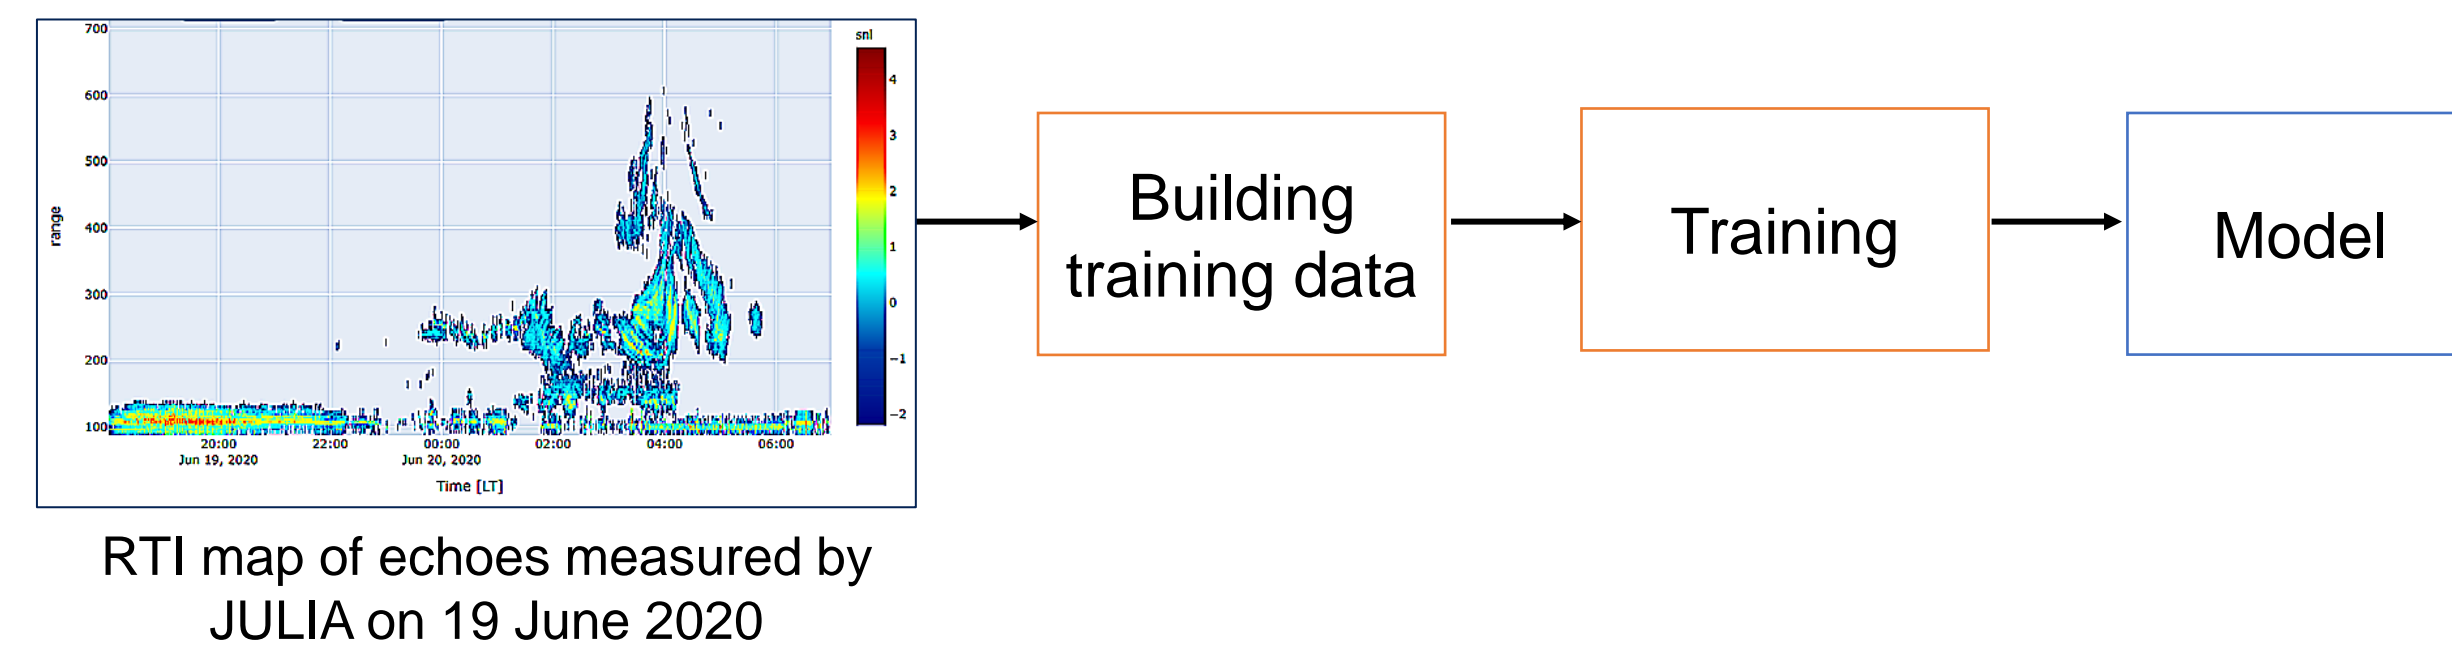 snl
700
600
500
400
300
200
100
range
4
3
2
1
0
−1
−2
20:00
22:00
00:00
02:00
04:00
06:00
Jun 19, 2020
Jun 20, 2020
Time [LT]
RTI map of echoes measured by
JULIA on 19 June 2020
Building
training data
Training
Model